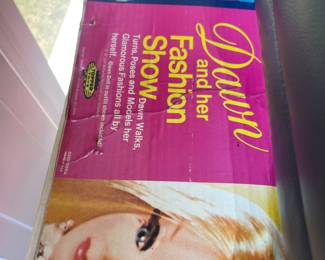 Dawn
and her
Fashion
Show
Dawn Walks,
Turns, Poses and Models her
Glamorous Fashions all by
herself.